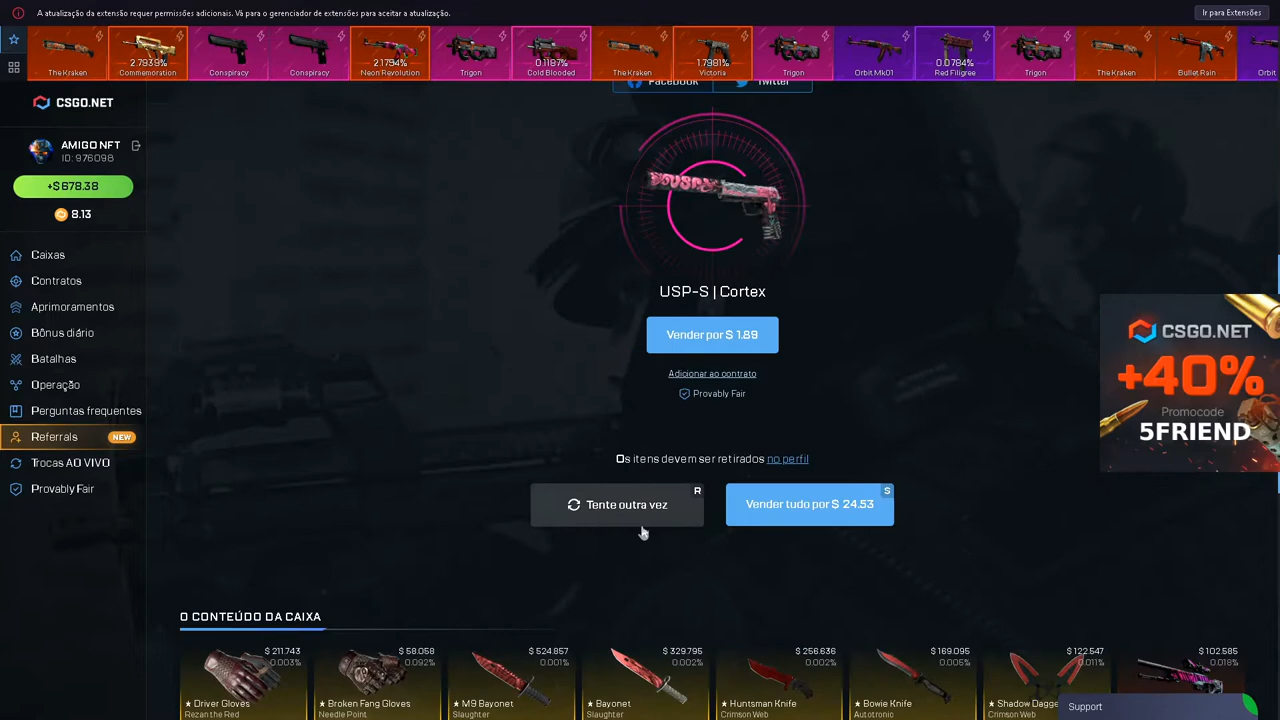 A atualização da extensão requer permissões adicionais. Vá para o gerenciador de extensões para aceitar a atualização.
Ir para Extensões
The Kraken
2.7939%
Commemoration
Conspiracy
Conspiracy
2.1794%
Neon Revolution
Trigon
0.1187%
Cold Blooded
The Kraken
1.7981%
Victoria
Trigon
Orbit Mk01
0.0784%
Red Filigree
Trigon
The Kraken
Bullet Rain
Orbit
CSGO.NET
Facebook
Twitter
AMIGO NFT
ID: 976098
+$ 678.38
8.13
Caixas
Contratos
Aprimoramentos
Bônus diário
Batalhas
Operação
Perguntas frequentes
Referrals NEW
Trocas AO VIVO
Provably Fair
USP-S | Cortex
Vender por $ 1.89
Adicionar ao contrato
Provably Fair
Os itens devem ser retirados no perfil
Tente outra vez R
Vender tudo por $ 24.53 S
CSGO.NET
+40%
Promocode
5FRIEND
O CONTEÚDO DA CAIXA
$ 211.743
0.003%
★ Driver Gloves
Rezan the Red
$ 58.058
0.092%
★ Broken Fang Gloves
Needle Point
$ 524.857
0.001%
★ M9 Bayonet
Slaughter
$ 329.795
0.002%
★ Bayonet
Slaughter
$ 256.636
0.002%
★ Huntsman Knife
Crimson Web
$ 169.095
0.005%
★ Bowie Knife
Autotronic
$ 122.547
0.011%
★ Shadow Dagge
Crimson Web
$ 102.585
0.018%
Support